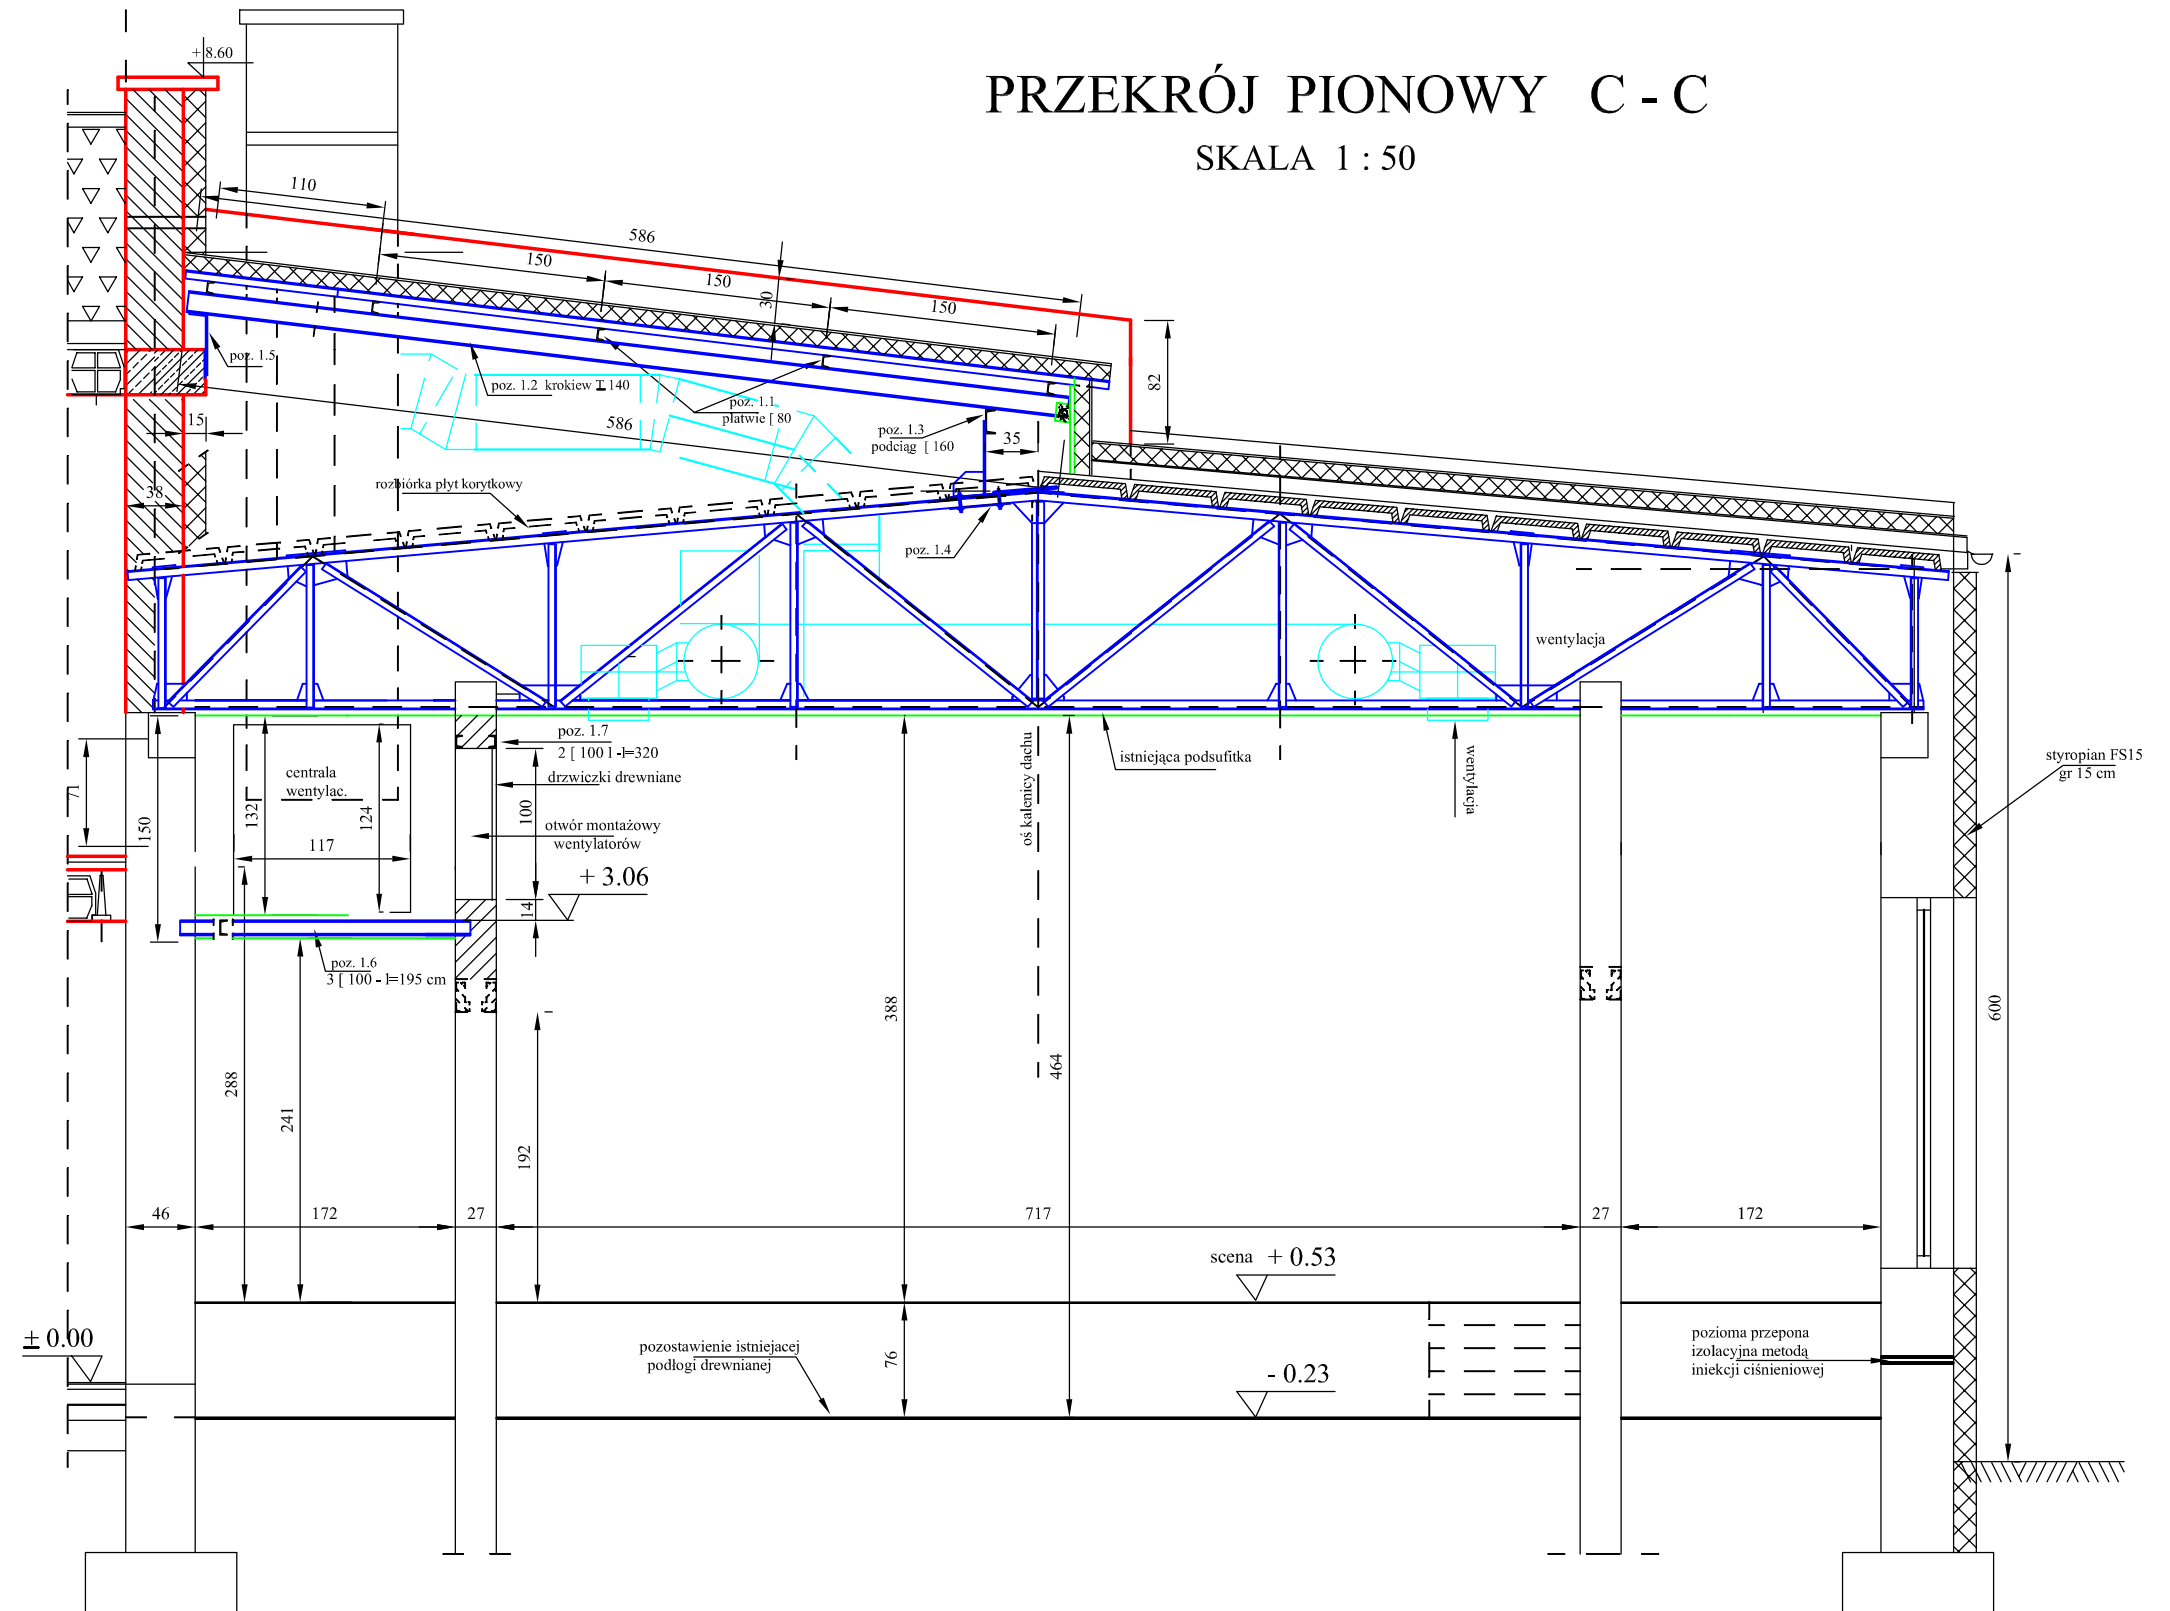 PRZEKRÓJ PIONOWY C - C
SKALA 1 : 50
+ 8.60
110
586
150
150
150
30
82
poz. 1.5
poz. 1.2 krokiew I 140
poz. 1.1
płatwie [ 80
586
poz. 1.3
podciąg [ 160
35
15
38
rozbiórka płyt korytkowy
poz. 1.4
wentylacja
poz. 1.7
2 [ 100 l -l=320
drzwiczki drewniane
centrala
wentylac.
71
150
132
124
117
100
otwór montażowy
wentylatorów
+ 3.06
14
oś kalenicy dachu
istniejąca podsufitka
wentylacja
styropian FS15
gr 15 cm
poz. 1.6
3 [ 100 - l=195 cm
288
241
192
388
464
600
46
172
27
717
27
172
scena + 0.53
± 0.00
pozostawienie istniejacej
podłogi drewnianej
76
- 0.23
pozioma przepona
izolacyjna metodą
iniekcji ciśnieniowej